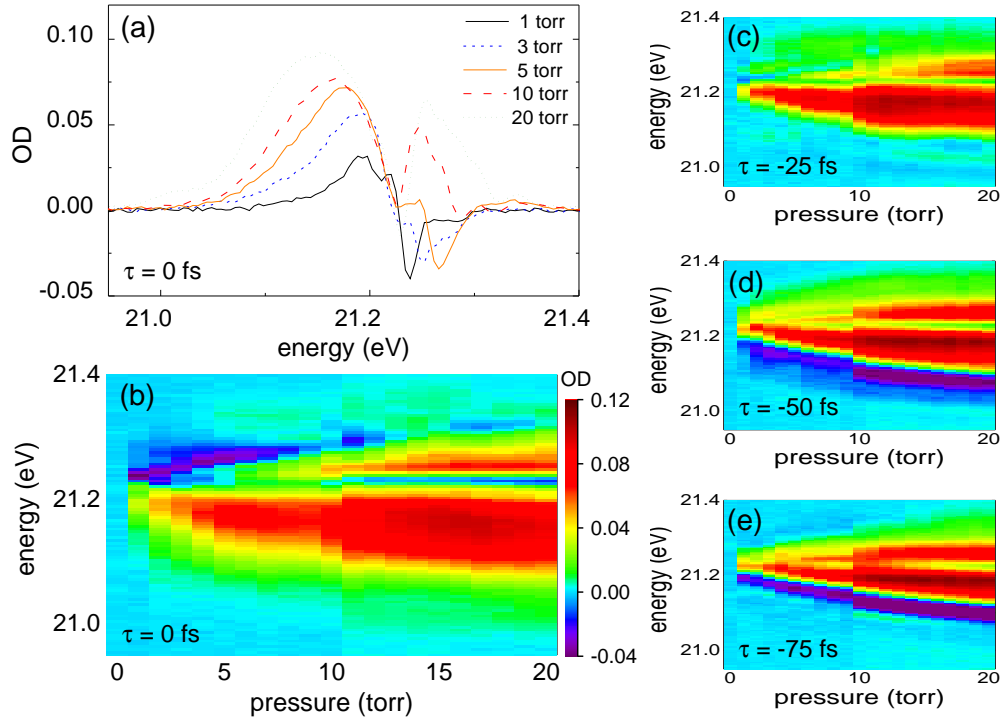 (a)
1 torr
3 torr
5 torr
10 torr
20 torr
0.10
0.05
0.00
-0.05
OD
τ = 0 fs
21.0 21.2 21.4
energy (eV)
(b)
21.4
21.2
21.0
energy (eV)
τ = 0 fs
0 5 10 15 20
pressure (torr)
OD
0.12
0.08
0.04
0.00
-0.04
(c)
21.4
21.2
21.0
energy (eV)
τ = -25 fs
0 10 20
pressure (torr)
(d)
21.4
21.2
21.0
energy (eV)
τ = -50 fs
0 10 20
pressure (torr)
(e)
21.4
21.2
21.0
energy (eV)
τ = -75 fs
0 10 20
pressure (torr)